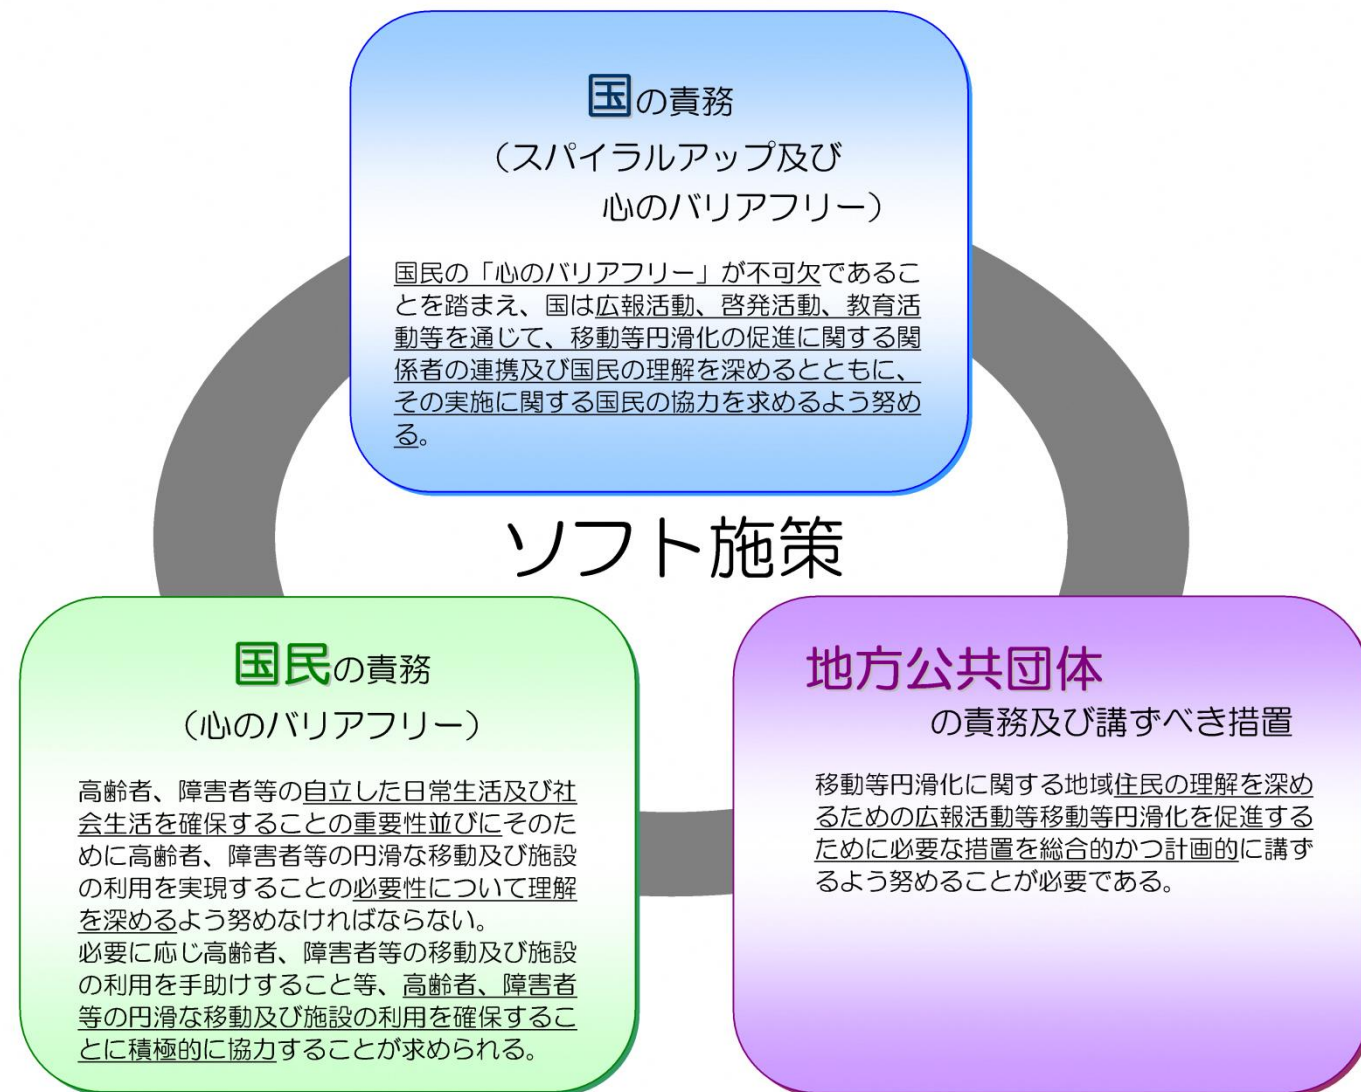 国の責務
（スパイラルアップ及び
心のバリアフリー）
国民の「心のバリアフリー」が不可欠であるこ
とを踏まえ、国は広報活動、啓発活動、教育活
動等を通じて、移動等円滑化の促進に関する関
係者の連携及び国民の理解を深めるとともに、
その実施に関する国民の協力を求めるよう努め
る。
ソフト施策
国民の責務
（心のバリアフリー）
高齢者、障害者等の自立した日常生活及び社
会生活を確保することの重要性並びにそのた
めに高齢者、障害者等の円滑な移動及び施設
の利用を実現することの必要性について理解
を深めるよう努めなければならない。
必要に応じ高齢者、障害者等の移動及び施設
の利用を手助けすること等、高齢者、障害者
等の円滑な移動及び施設の利用を確保するこ
とに積極的に協力することが求められる。
地方公共団体
の責務及び講ずべき措置
移動等円滑化に関する地域住民の理解を深め
るための広報活動等移動等円滑化を促進する
ために必要な措置を総合的かつ計画的に講ず
るよう努めることが必要である。